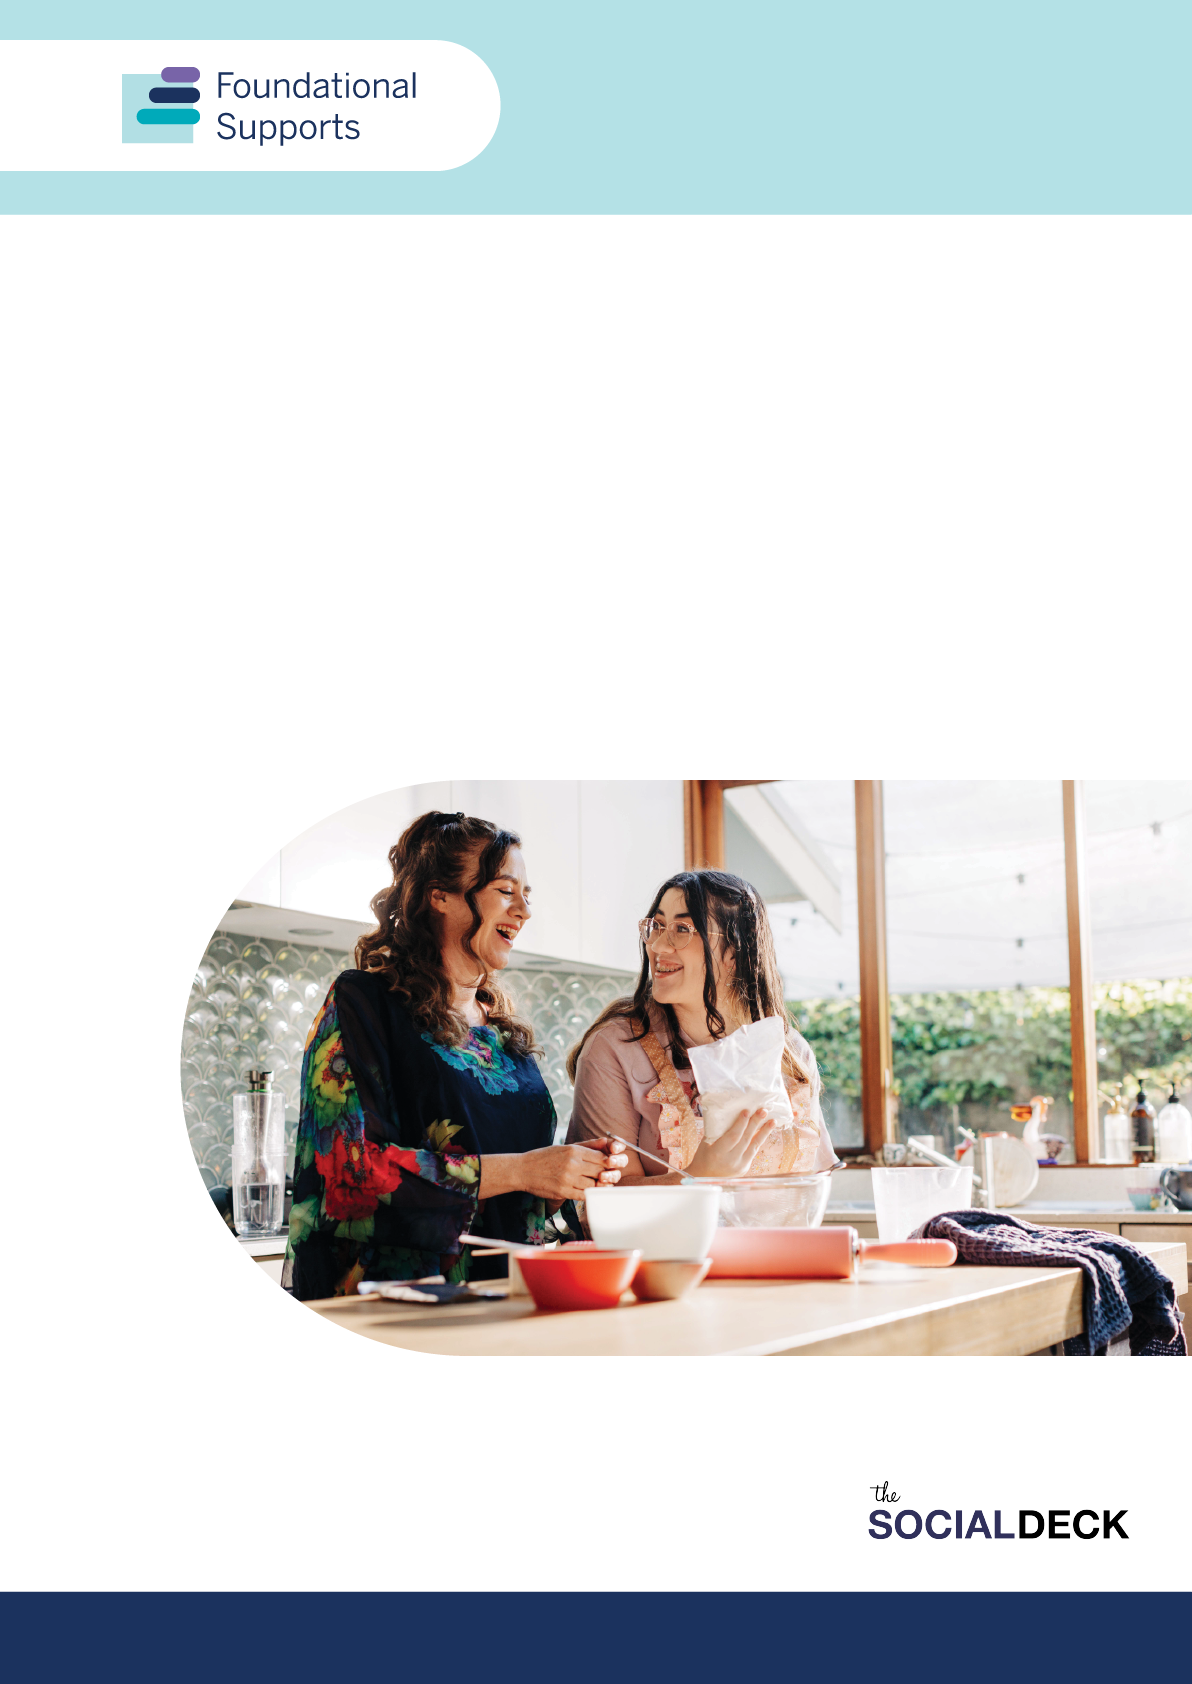 Foundational
Supports
the
SOCIALDECK